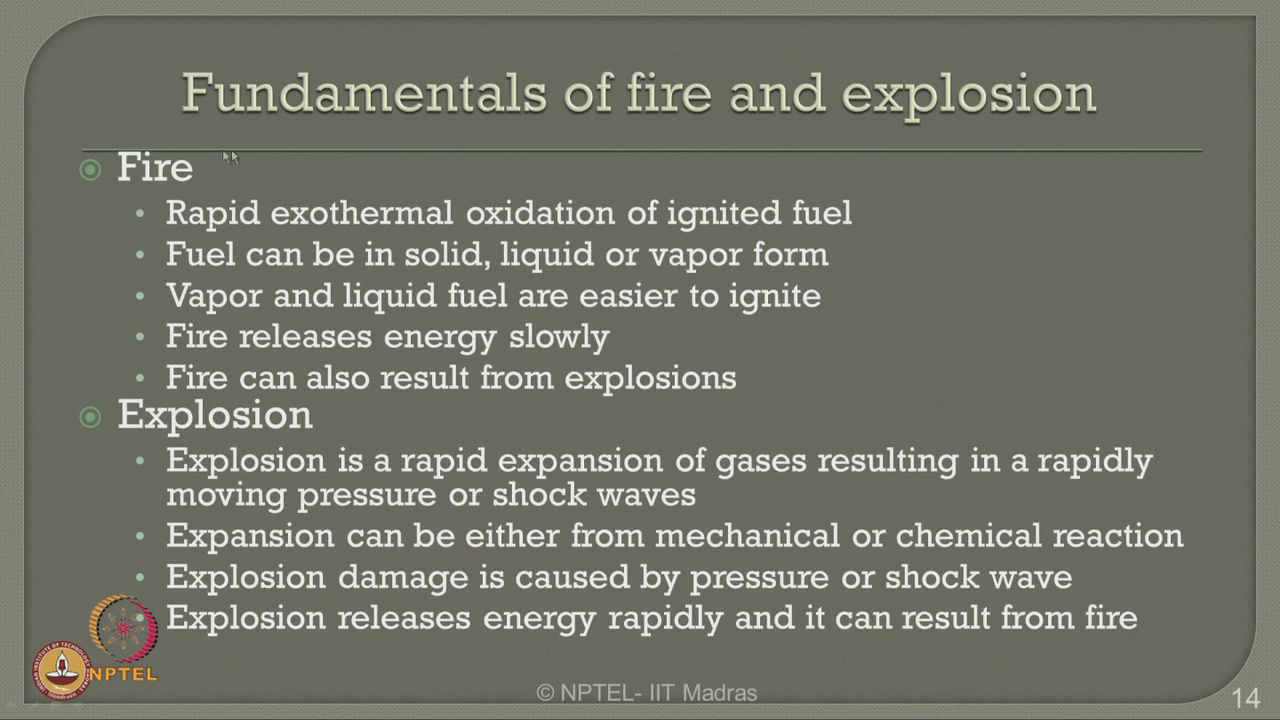 Fundamentals of fire and explosion
Fire
Rapid exothermal oxidation of ignited fuel
Fuel can be in solid, liquid or vapor form
Vapor and liquid fuel are easier to ignite
Fire releases energy slowly
Fire can also result from explosions
Explosion
Explosion is a rapid expansion of gases resulting in a rapidly
moving pressure or shock waves
Expansion can be either from mechanical or chemical reaction
Explosion damage is caused by pressure or shock wave
Explosion releases energy rapidly and it can result from fire
NPTEL
© NPTEL- IIT Madras
14